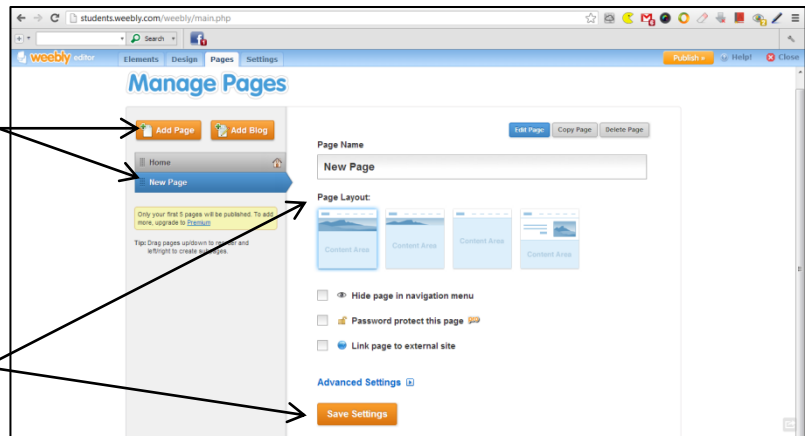 students.weebly.com/weebly/main.php
Search
weebly editor Elements Design Pages Settings Publish » Help! Close
Manage Pages
Add Page Add Blog
Edit Page Copy Page Delete Page
Page Name
Home
New Page
New Page
Page Layout:
Only your first 5 pages will be published. To add
more, upgrade to Premium
Content Area Content Area Content Area Content Area
Tip: Drag pages up/down to reorder and
left/right to create subpages.
Hide page in navigation menu
Password protect this page
Link page to external site
Advanced Settings
Save Settings